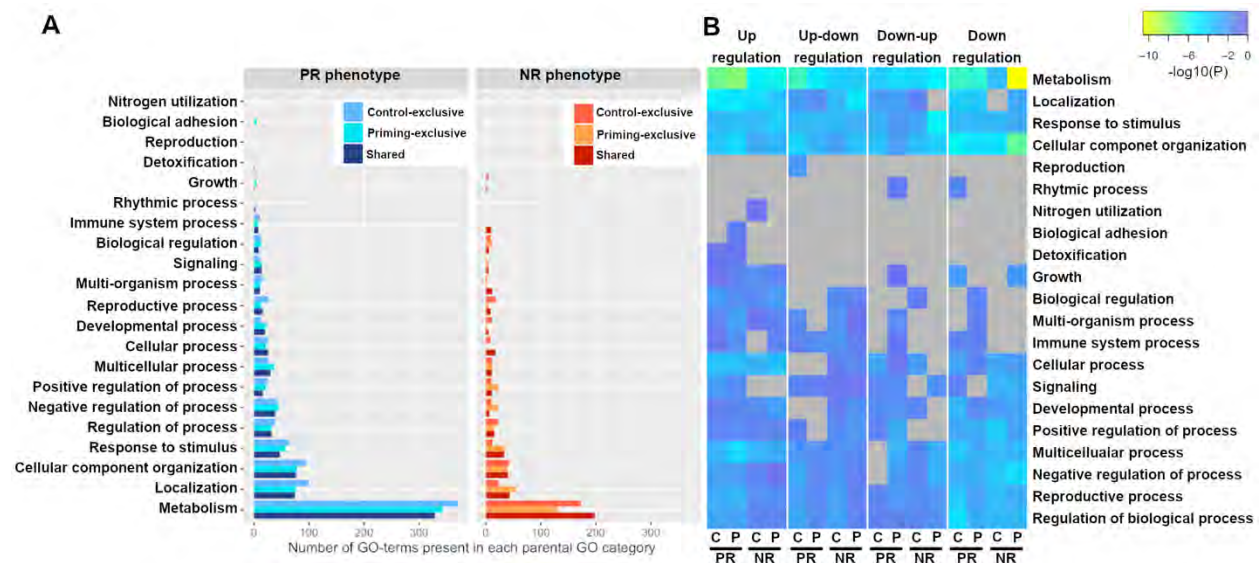 A
PR phenotype
NR phenotype
Control-exclusive
Priming-exclusive
Shared
Control-exclusive
Priming-exclusive
Shared
Nitrogen utilization
Biological adhesion
Reproduction
Detoxification
Growth
Rhythmic process
Immune system process
Biological regulation
Signaling
Multi-organism process
Reproductive process
Developmental process
Cellular process
Multicellular process
Positive regulation of process
Negative regulation of process
Regulation of process
Response to stimulus
Cellular component organization
Localization
Metabolism
0 100 200 300 0 100 200 300
Number of GO-terms present in each parental GO category
B
Up regulation
Up-down regulation
Down-up regulation
Down regulation
−10 −6 −4 −2 0
-log10(P)
Metabolism
Localization
Response to stimulus
Cellular componet organization
Reproduction
Rhytmic process
Nitrogen utilization
Biological adhesion
Detoxification
Growth
Biological regulation
Multi-organism process
Immune system process
Cellular process
Signaling
Developmental process
Positive regulation of process
Multicellualar process
Negative regulation of process
Reproductive process
Regulation of biological process
C P C P C P C P C P C P C P C P
PR NR PR NR PR NR PR NR